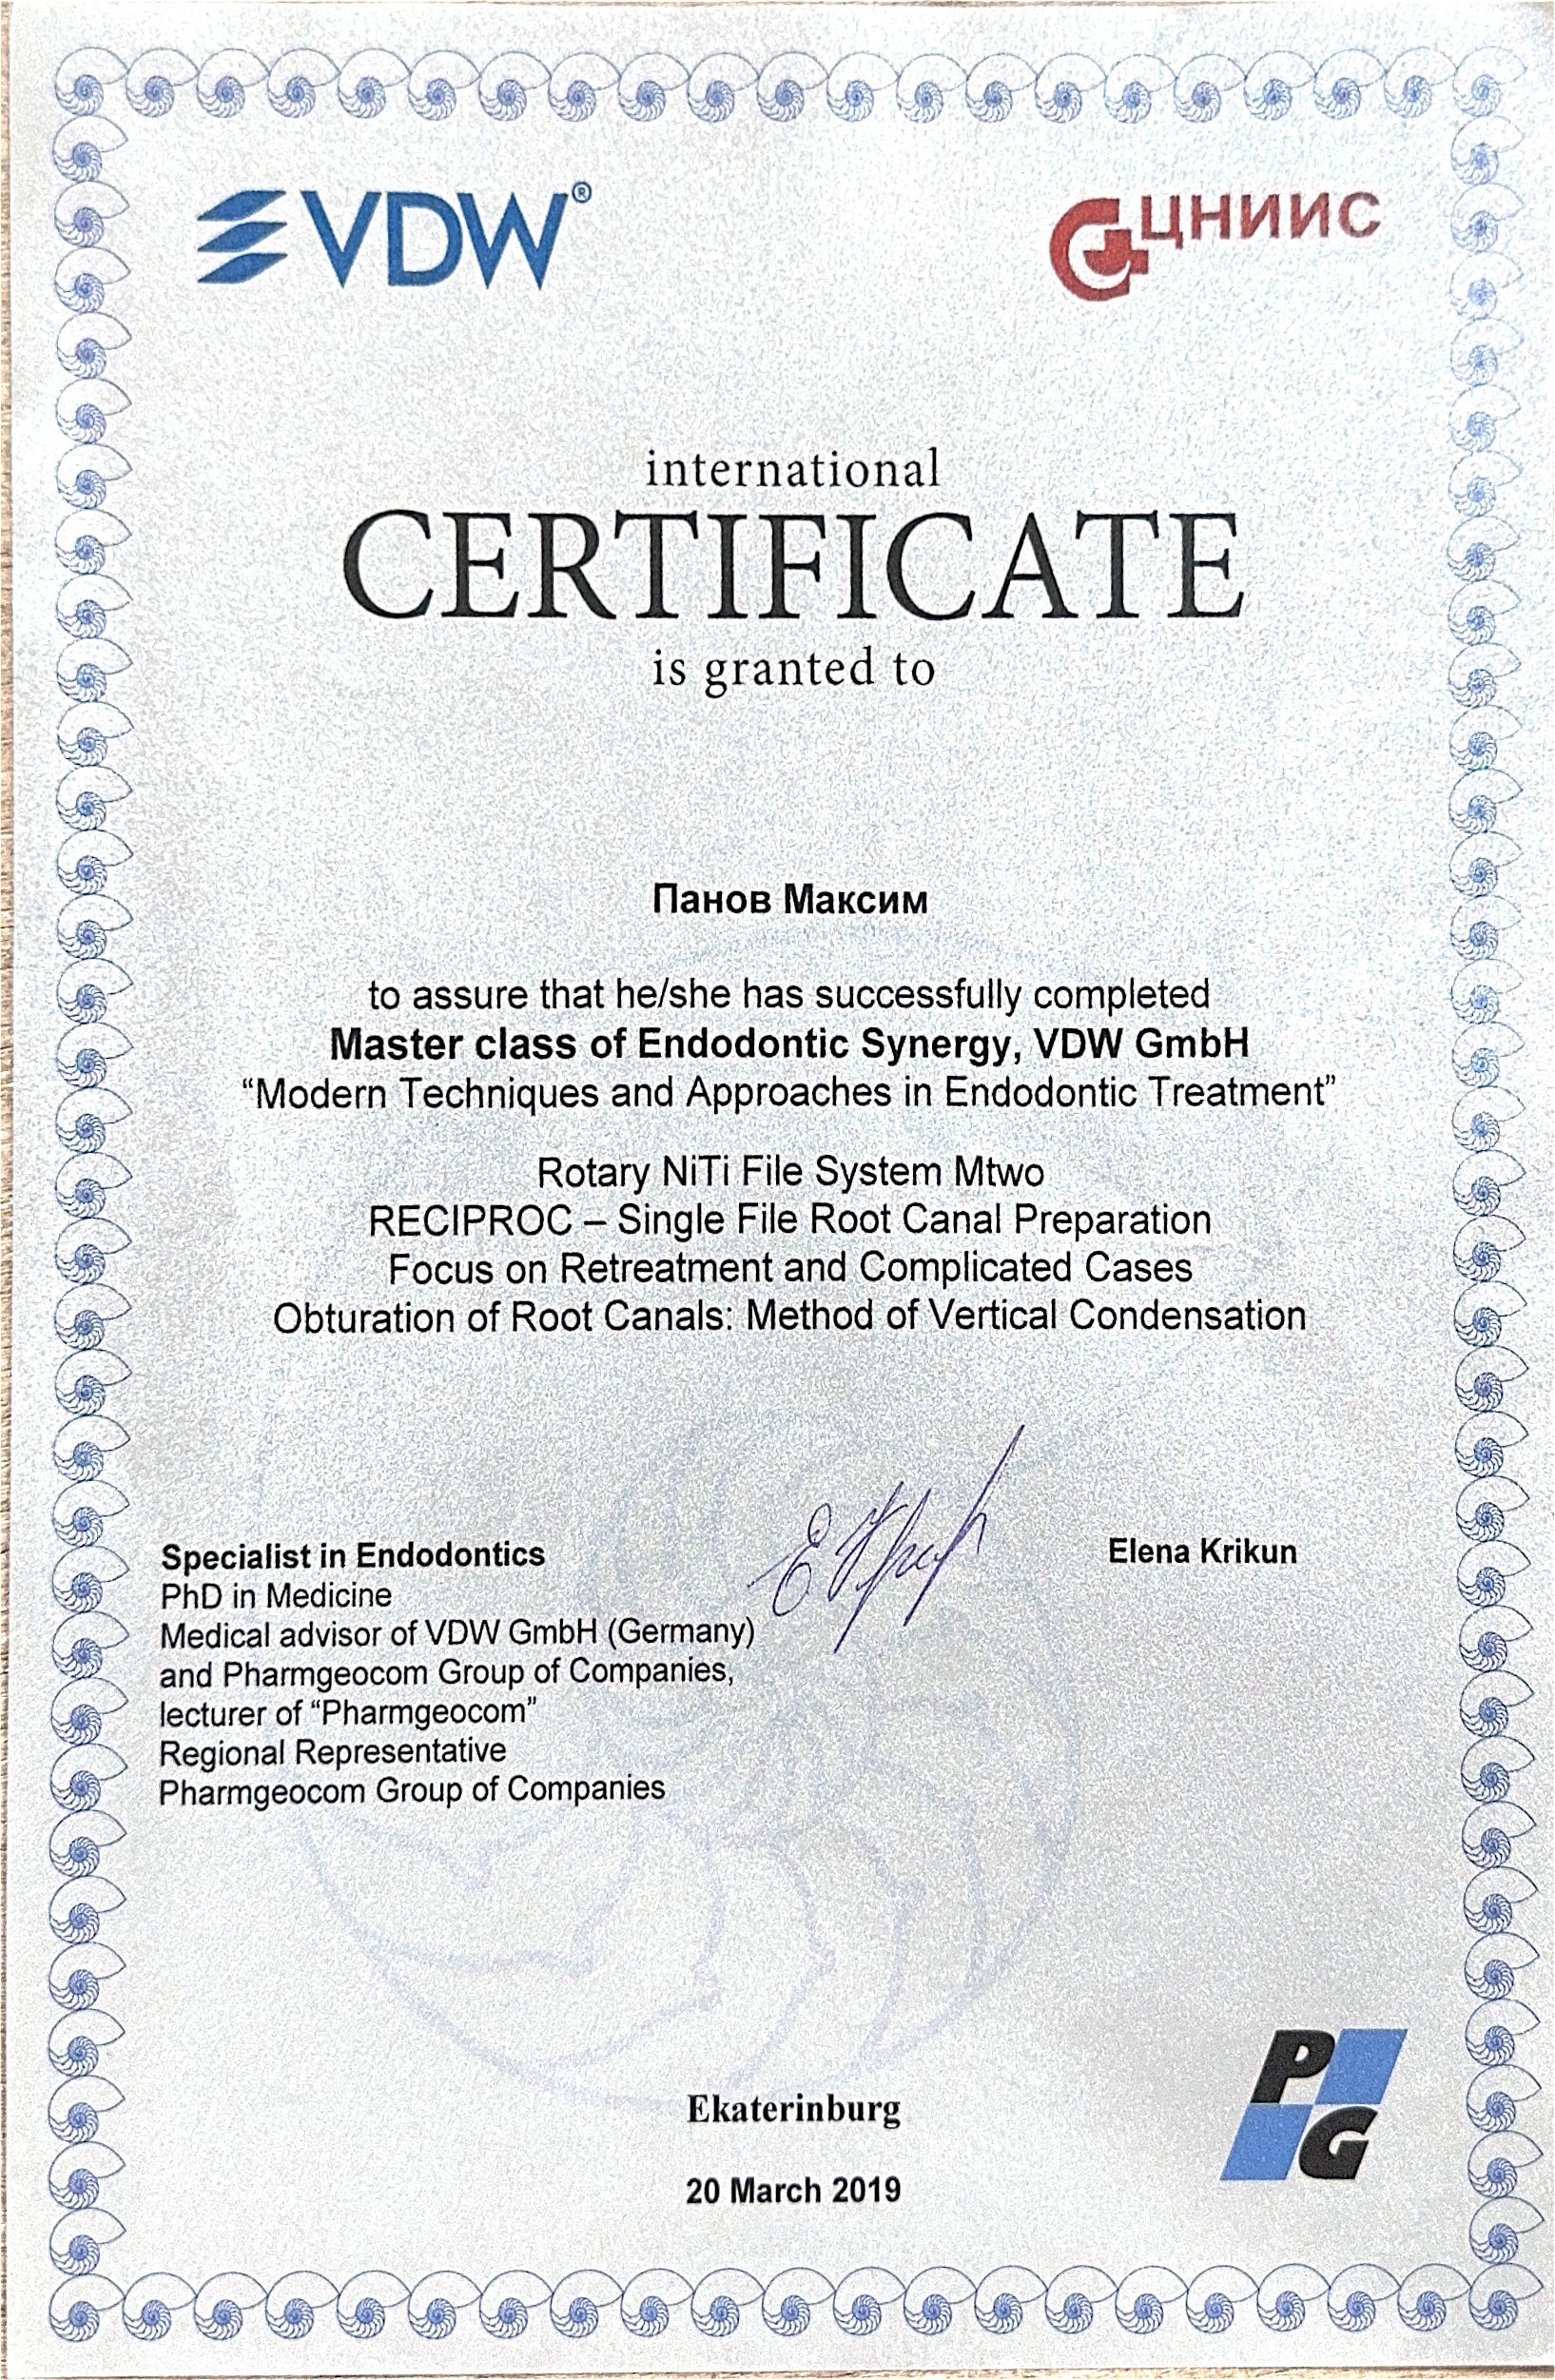 VDW®
ЦНИИС
international
CERTIFICATE
is granted to
Панов Максим
to assure that he/she has successfully completed
Master class of Endodontic Synergy, VDW GmbH
“Modern Techniques and Approaches in Endodontic Treatment”
Rotary NiTi File System Mtwo
RECIPROC – Single File Root Canal Preparation
Focus on Retreatment and Complicated Cases
Obturation of Root Canals: Method of Vertical Condensation
Specialist in Endodontics
PhD in Medicine
Medical advisor of VDW GmbH (Germany)
and Pharmgeocom Group of Companies,
lecturer of “Pharmgeocom”
Regional Representative
Pharmgeocom Group of Companies
Elena Krikun
Ekaterinburg
20 March 2019
P
G